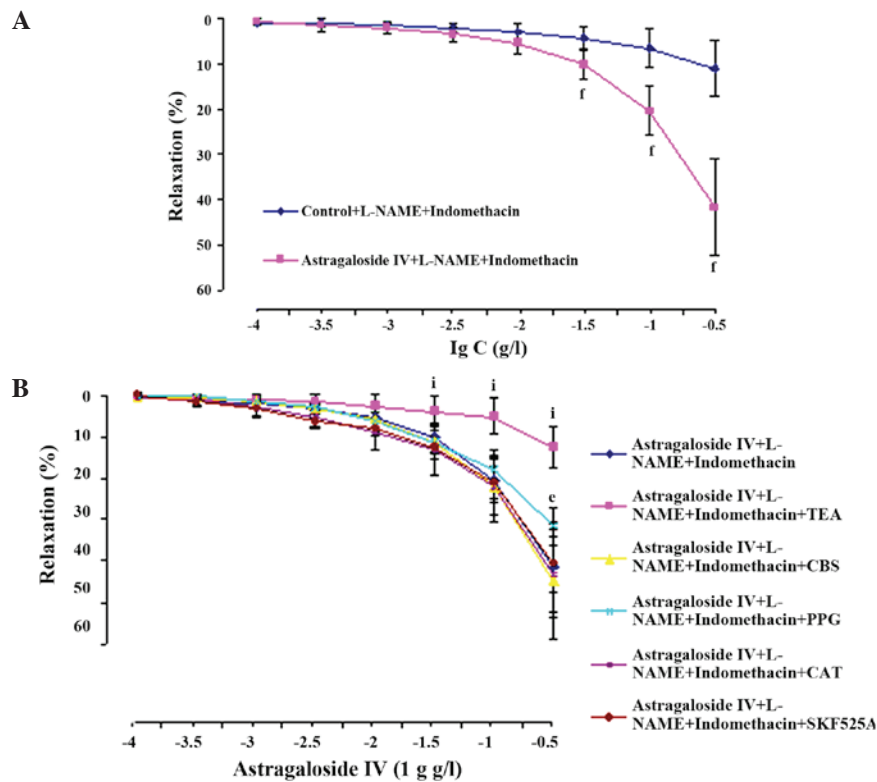 A
0
10
20
30
40
50
60
Relaxation (%)
f
f
f
Control+L-NAME+Indomethacin
Astragaloside IV+L-NAME+Indomethacin
-4
-3.5
-3
-2.5
-2
-1.5
-1
-0.5
Ig C (g/l)
B
0
10
20
30
40
50
60
Relaxation (%)
i
i
i
e
-4
-3.5
-3
-2.5
-2
-1.5
-1
-0.5
Astragaloside IV (1 g g/l)
Astragaloside IV+L-
NAME+Indomethacin
Astragaloside IV+L-
NAME+Indomethacin+TEA
Astragaloside IV+L-
NAME+Indomethacin+CBS
Astragaloside IV+L-
NAME+Indomethacin+PPG
Astragaloside IV+L-
NAME+Indomethacin+CAT
Astragaloside IV+L-
NAME+Indomethacin+SKF525A